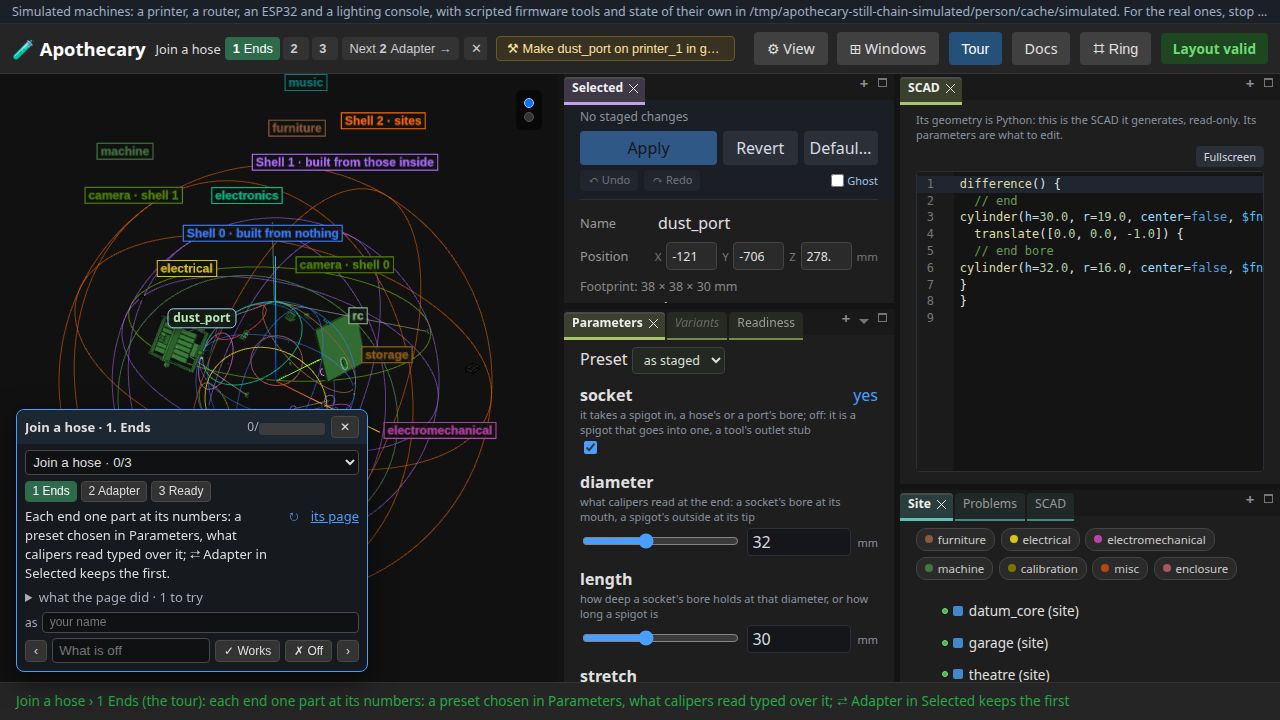 Simulated machines: a printer, a router, an ESP32 and a lighting console, with scripted firmware tools and state of their own in /tmp/apothecary-still-chain-simulated/person/cache/simulated. For the real ones, stop ...
Apothecary
Join a hose
1 Ends
2
3
Next 2 Adapter →
✕
⚒ Make dust_port on printer_1 in g…
⚙ View
⊞ Windows
Tour
Docs
Ring
Layout valid
music
Shell 2 · sites
furniture
machine
Shell 1 · built from those inside
camera · shell 1
electronics
Shell 0 · built from nothing
electrical
camera · shell 0
dust_port
rc
storage
electromechanical
Join a hose · 1. Ends
0/
✕
Join a hose · 0/3
1 Ends
2 Adapter
3 Ready
Each end one part at its numbers: a
preset chosen in Parameters, what
calipers read typed over it; ⇄ Adapter in
Selected keeps the first.
↻ its page
▶ what the page did · 1 to try
as
your name
‹
What is off
✓ Works
✗ Off
›
Selected ✕
+
No staged changes
Apply
Revert
Defaul...
↶ Undo
↷ Redo
Ghost
Name
dust_port
Position
X -121
Y -706
Z 278.
mm
Footprint: 38 × 38 × 30 mm
Parameters ✕
Variants
Readiness
+
Preset
as staged
socket
yes
it takes a spigot in, a hose's or a port's bore; off: it is a
spigot that goes into one, a tool's outlet stub
diameter
what calipers read at the end: a socket's bore at its
mouth, a spigot's outside at its tip
32
mm
length
how deep a socket's bore holds at that diameter, or how
long a spigot is
30
mm
stretch
SCAD ✕
+
Its geometry is Python: this is the SCAD it generates, read-only. Its
parameters are what to edit.
Fullscreen
1 difference() {
2 // end
3 cylinder(h=30.0, r=19.0, center=false, $fn
4 translate([0.0, 0.0, -1.0]) {
5 // end bore
6 cylinder(h=32.0, r=16.0, center=false, $fn
7 }
8 }
9
Site ✕
Problems
SCAD
+
furniture
electrical
electromechanical
machine
calibration
misc
enclosure
datum_core (site)
garage (site)
theatre (site)
Join a hose › 1 Ends (the tour): each end one part at its numbers: a preset chosen in Parameters, what calipers read typed over it; ⇄ Adapter in Selected keeps the first